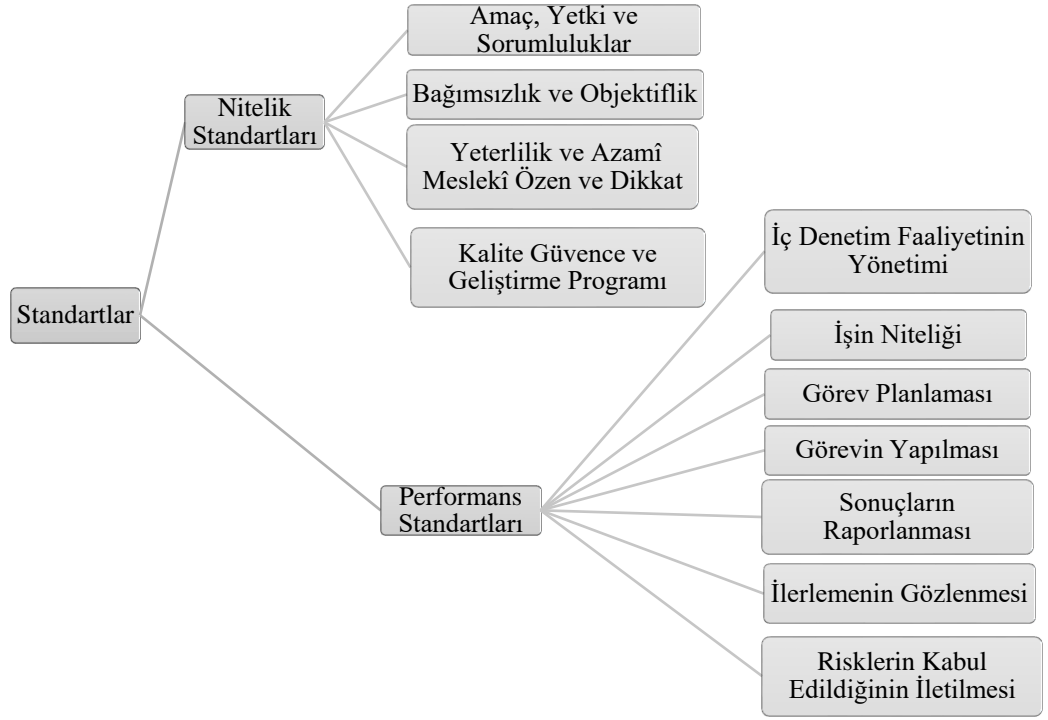 Standartlar
Nitelik
Standartları
Amaç, Yetki ve
Sorumluluklar
Bağımsızlık ve Objektiflik
Yeterlilik ve Azamî
Meslekî Özen ve Dikkat
Kalite Güvence ve
Geliştirme Programı
Performans
Standartları
İç Denetim Faaliyetinin
Yönetimi
İşin Niteliği
Görev Planlaması
Görevin Yapılması
Sonuçların
Raporlanması
İlerlemenin Gözlenmesi
Risklerin Kabul
Edildiğinin İletilmesi